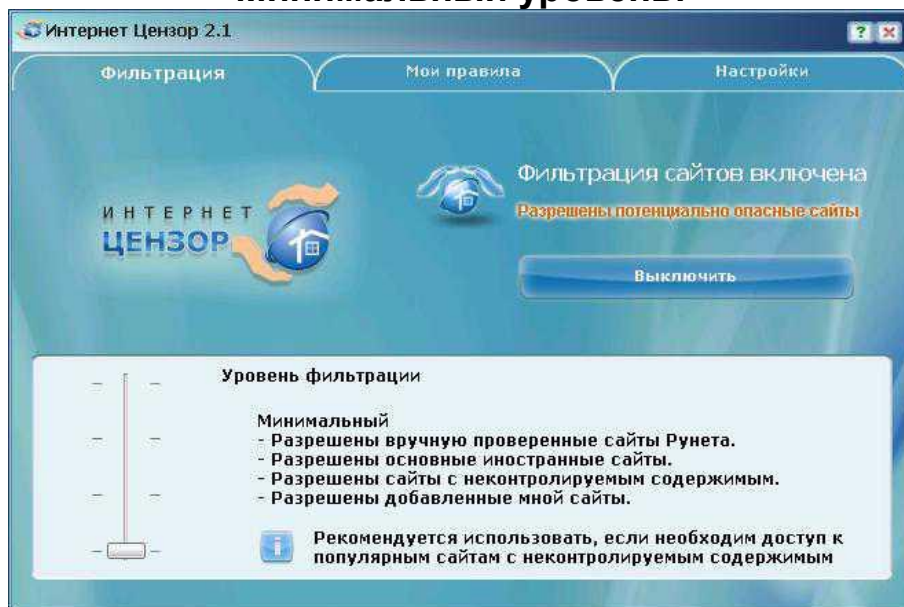 Минимальный уровень:
Интернет Цензор 2.1
Фильтрация
Мои правила
Настройки
ИНТЕРНЕТ
ЦЕНЗОР
Фильтрация сайтов включена
Разрешены потенциально опасные сайты
Выключить
Уровень фильтрации
Минимальный
- Разрешены вручную проверенные сайты Рунета.
- Разрешены основные иностранные сайты.
- Разрешены сайты с неконтролируемым содержимым.
- Разрешены добавленные мной сайты.
Рекомендуется использовать, если необходим доступ к
популярным сайтам с неконтролируемым содержимым